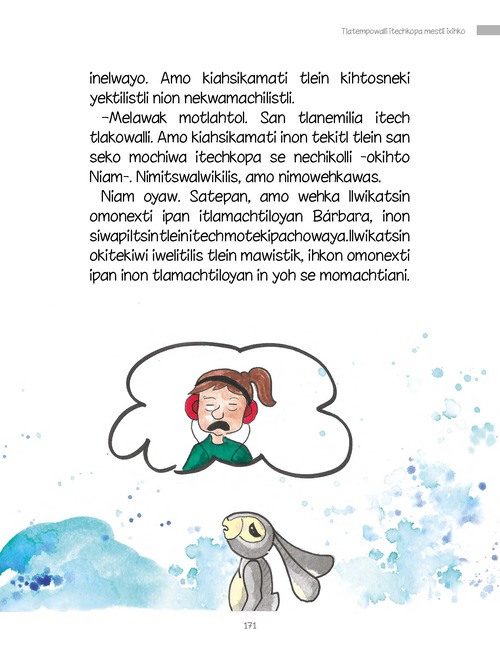 Tlatempowalli itechkopa mestli ixihko
inelwayo. Amo kiahsikamati tlein kihtosneki
yektilistli nion nekwamachilistli.
–Melawak motlahtol. San tlanemilia itech
tlakowalli. Amo kiahsikamati inon tekitl tlein san
seko mochiwa itechkopa se nechikolli -okihto
Niam-. Nimitswalwikilis, amo nimowehkawas.
Niam oyaw. Satepan, amo wehka Ilwikatsin
omonexti ipan itlamachtiloyan Bárbara, inon
siwapiltsintleinitechmotekipachowaya.Ilwikatsin
okitekiwi iwelitilis tlein mawistik, ihkon omonexti
ipan inon tlamachtiloyan in yoh se momachtiani.
171